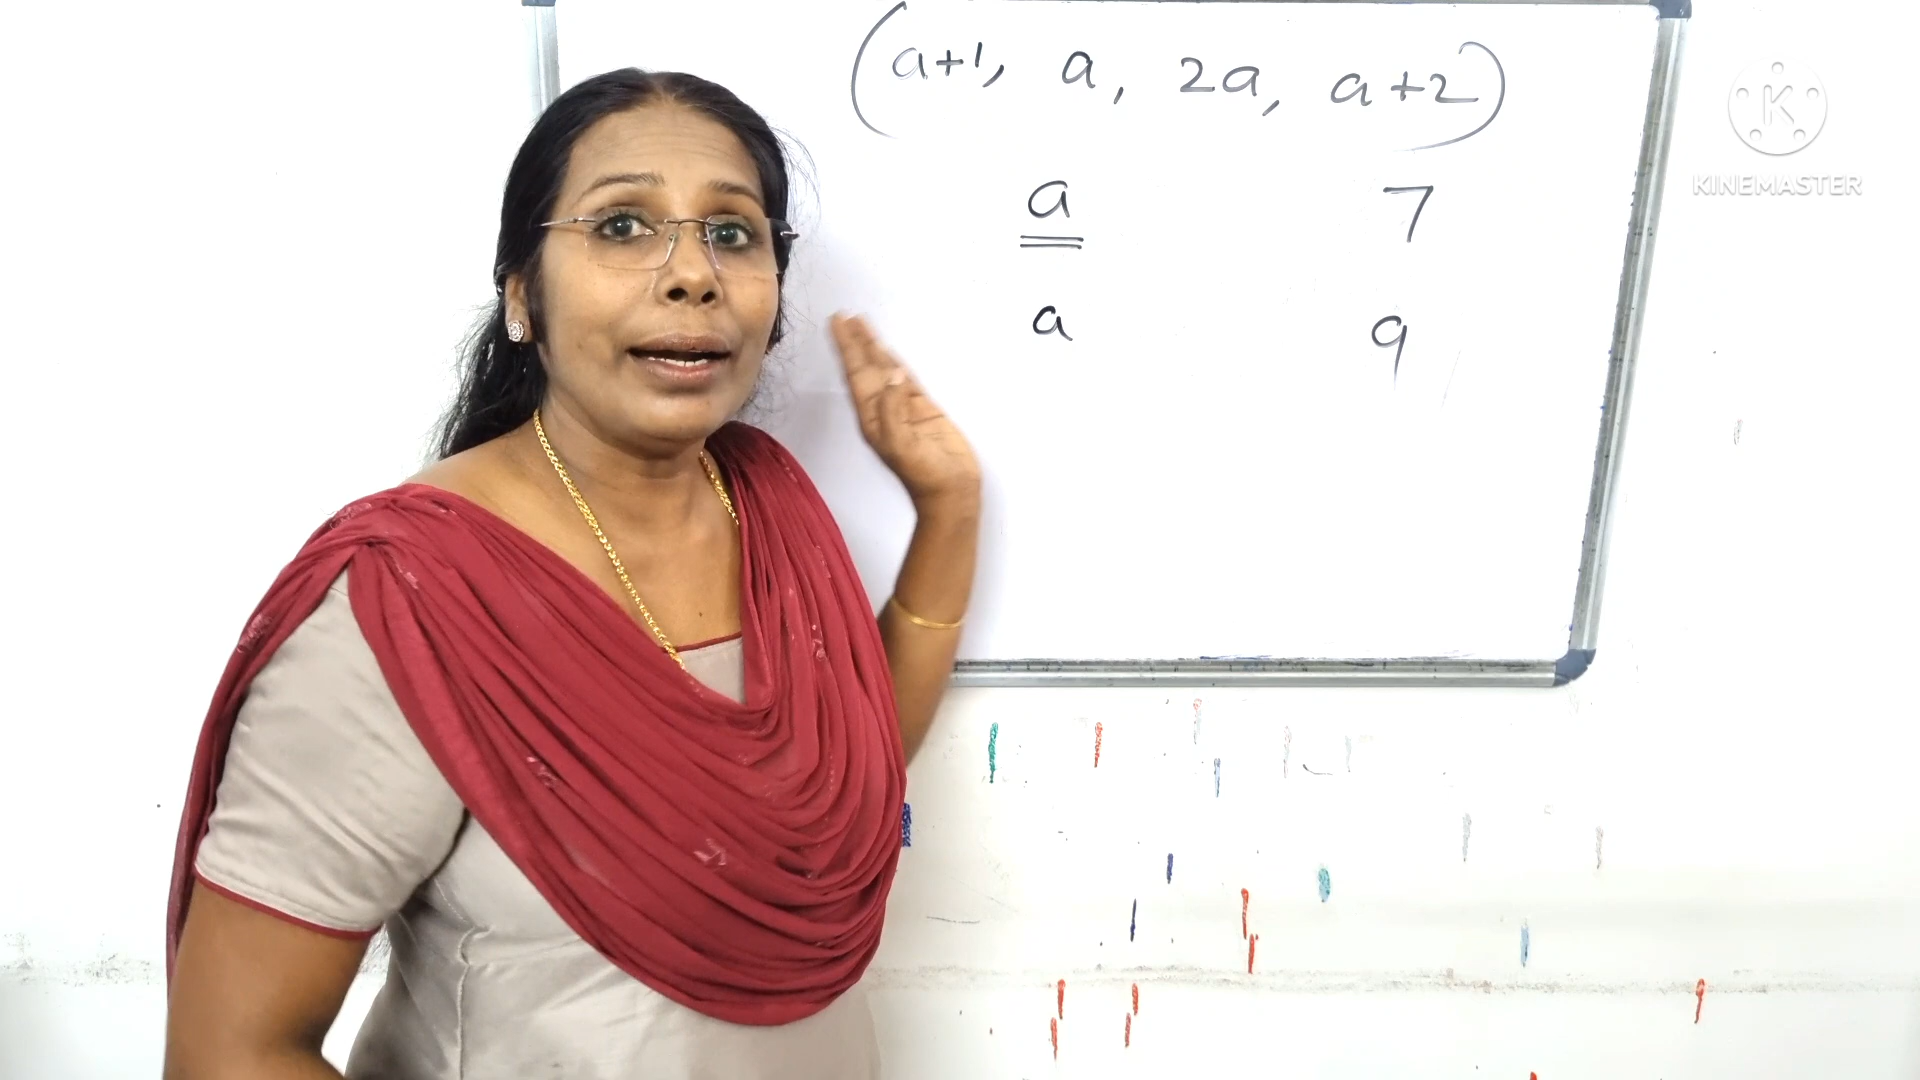 (a+1, a, 2a, a+2)
a 7
a 9
K
KINEMASTER